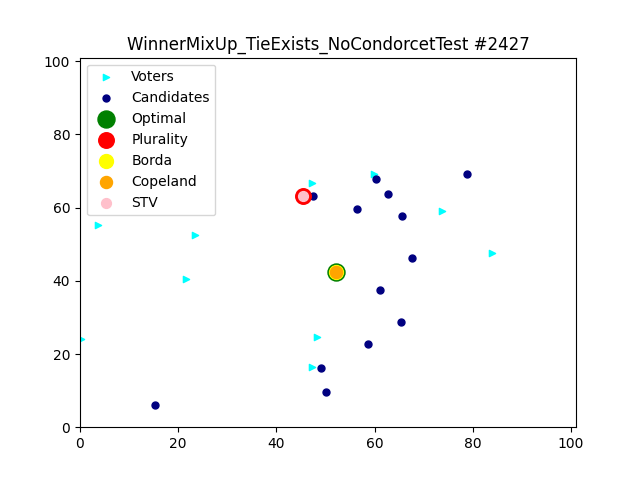 WinnerMixUp_TieExists_NoCondorcetTest #2427
Voters
Candidates
Optimal
Plurality
Borda
Copeland
STV
100
80
60
40
20
0
0 20 40 60 80 100